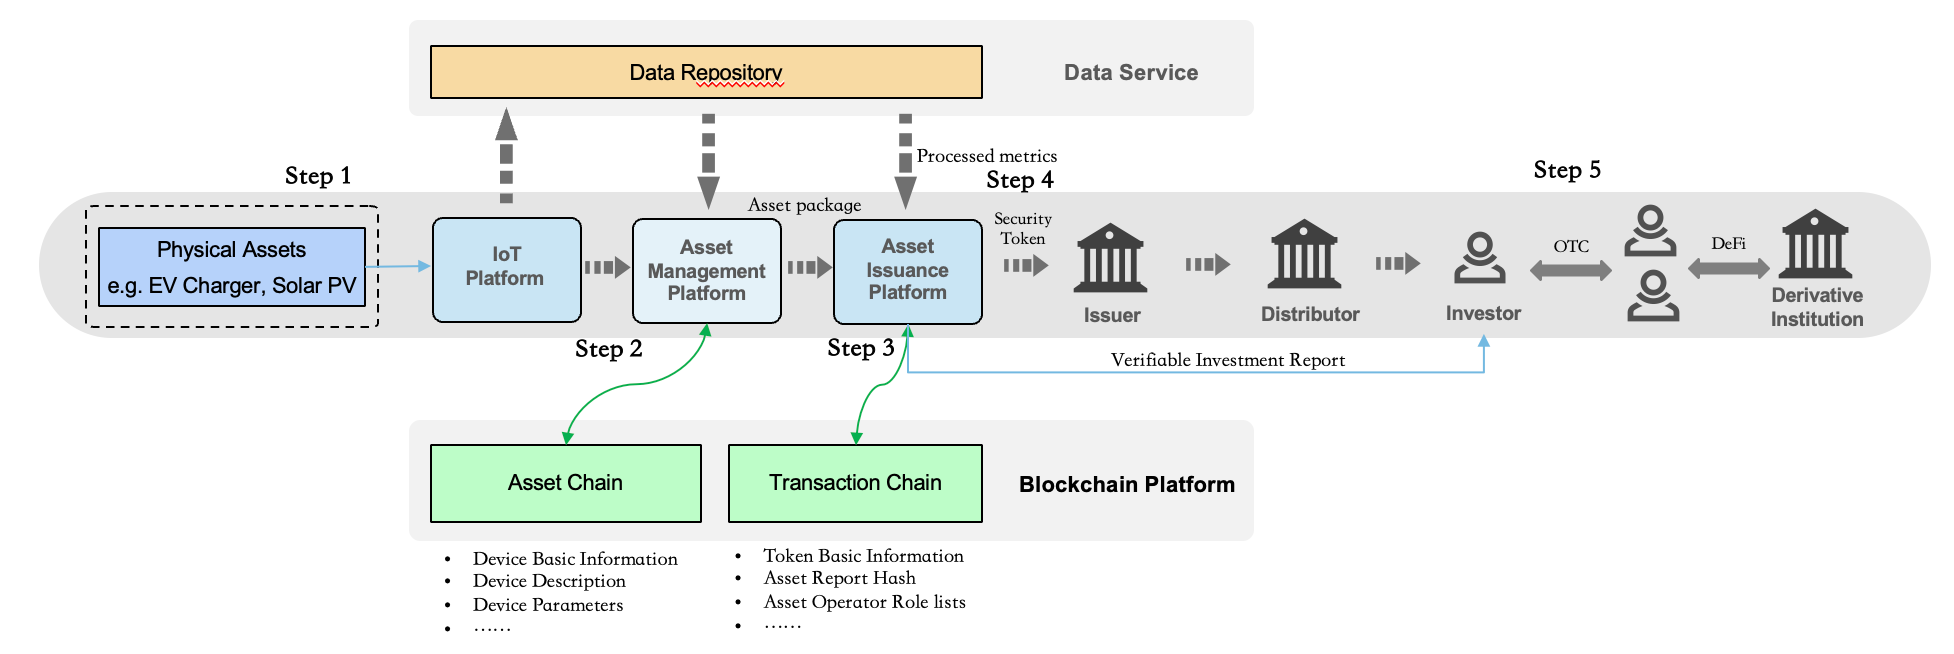 Data Repository
Data Service
Step 1
Processed metrics
Step 4
Step 5
Physical Assets
e.g. EV Charger, Solar PV
IoT
Platform
Asset
Management
Platform
Asset package
Asset
Issuance
Platform
Security
Token
Issuer
Distributor
Investor
OTC
DeFi
Derivative
Institution
Step 2
Step 3
Verifiable Investment Report
Asset Chain
Transaction Chain
Blockchain Platform
• Device Basic Information
• Device Description
• Device Parameters
• ……
• Token Basic Information
• Asset Report Hash
• Asset Operator Role lists
• ……